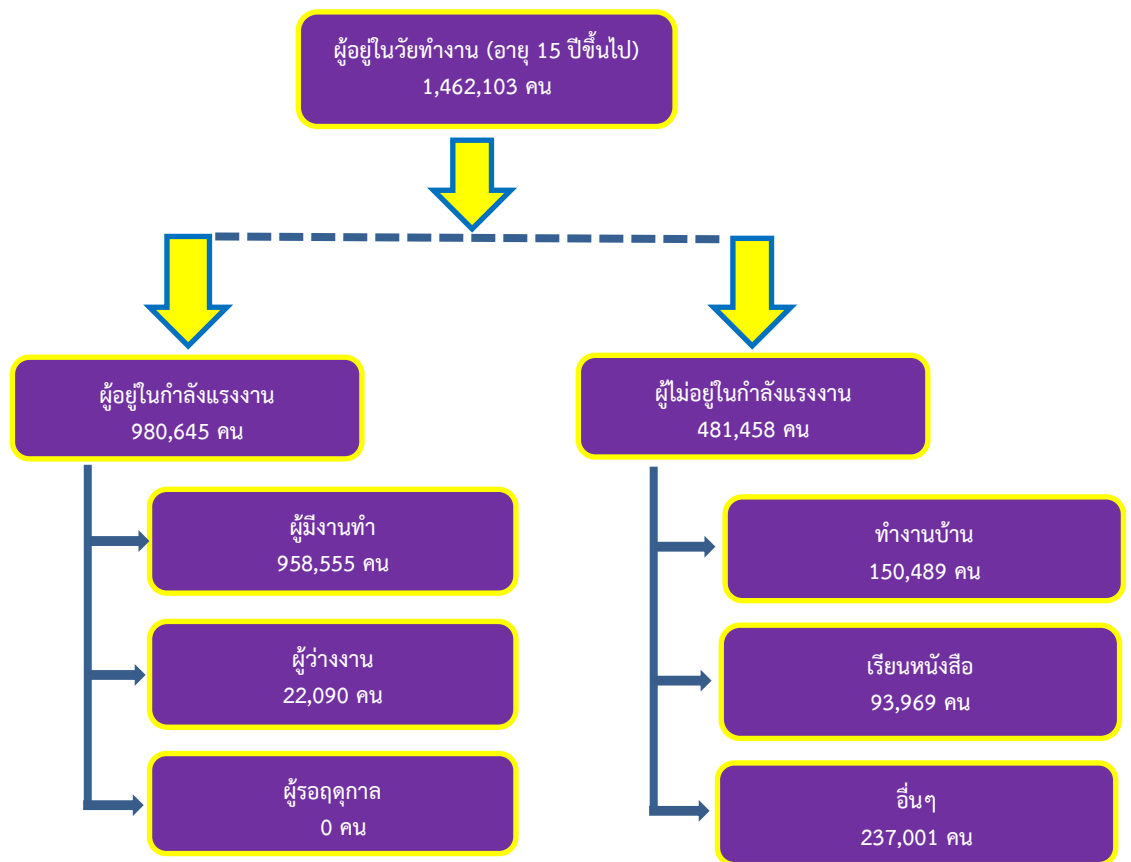 ผู้อยู่ในวัยทำงาน (อายุ 15 ปีขึ้นไป)
1,462,103 คน
ผู้อยู่ในกำลังแรงงาน
980,645 คน
ผู้มีงานทำ
958,555 คน
ผู้ว่างงาน
22,090 คน
ผู้รอฤดูกาล
0 คน
ผู้ไม่อยู่ในกำลังแรงงาน
481,458 คน
ทำงานบ้าน
150,489 คน
เรียนหนังสือ
93,969 คน
อื่นๆ
237,001 คน